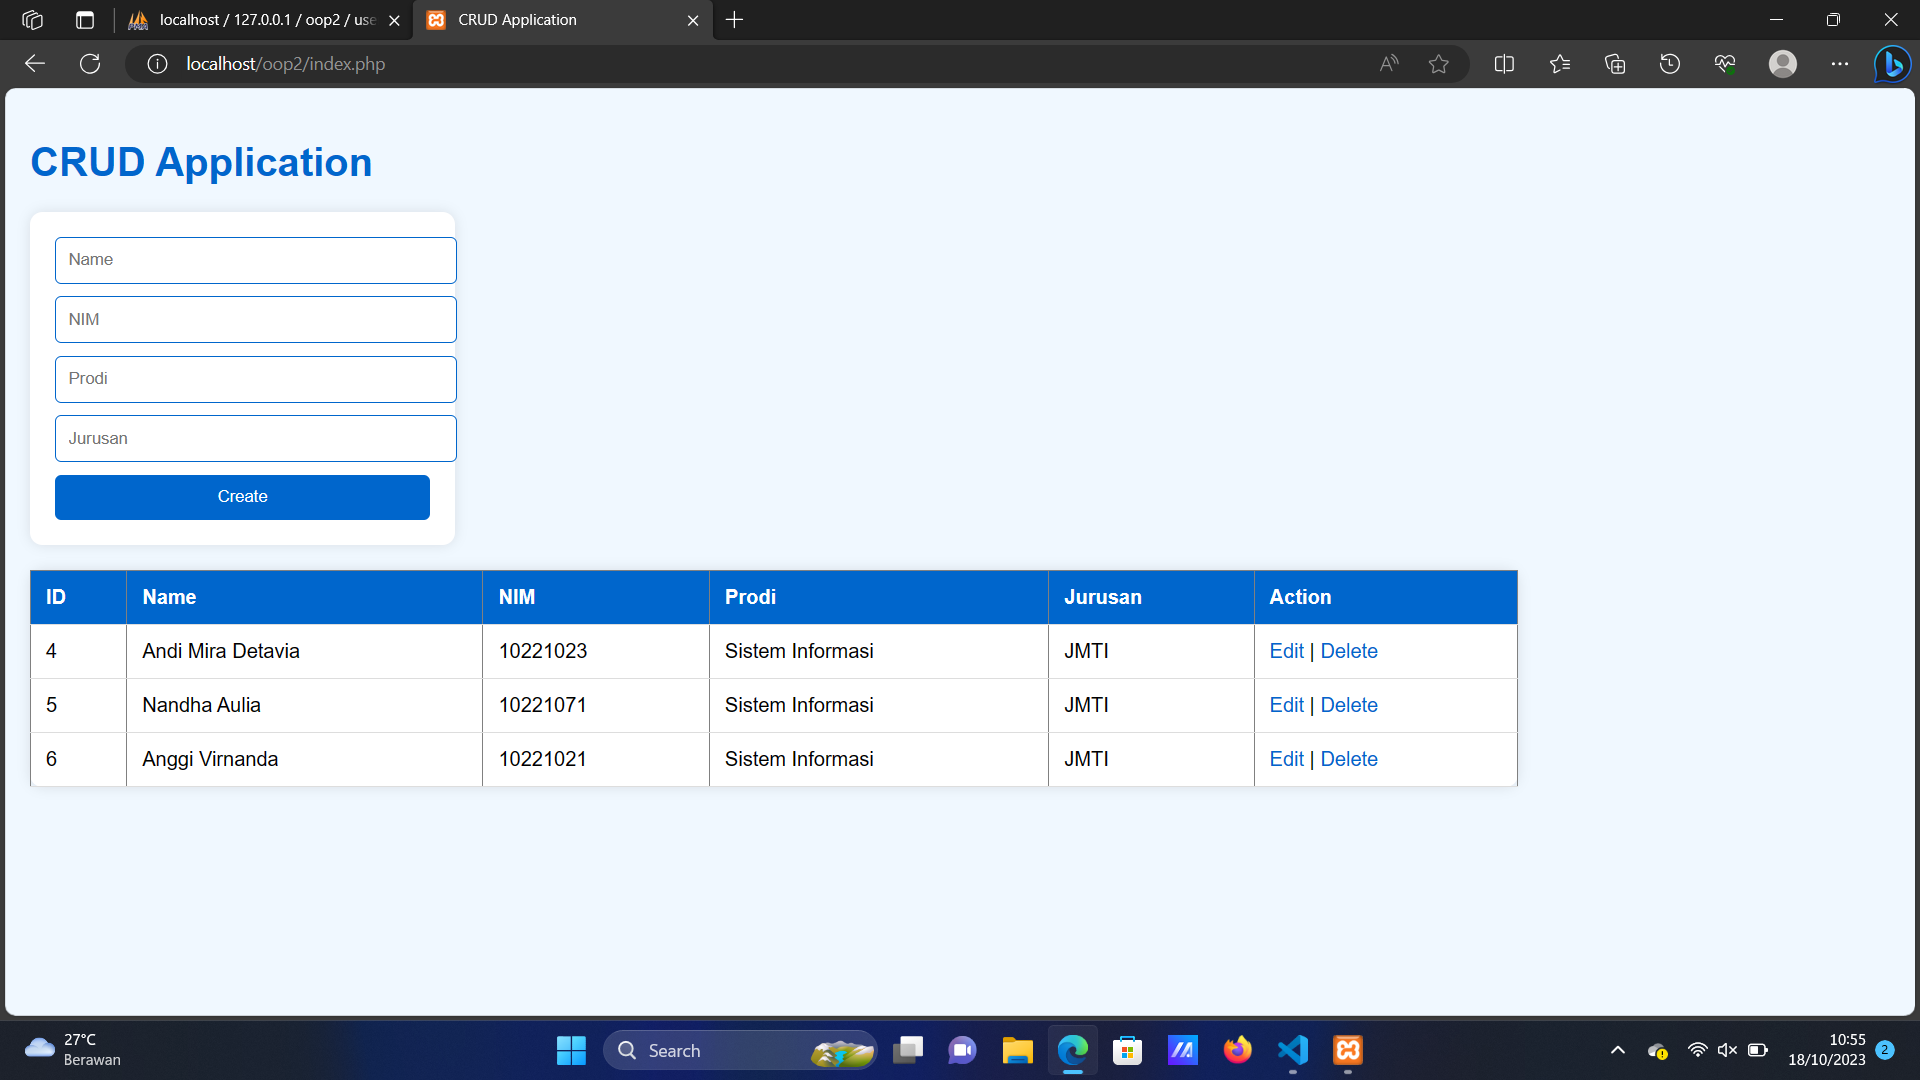 localhost / 127.0.0.1 / oop2 / use
CRUD Application
localhost/oop2/index.php
CRUD Application
Name
NIM
Prodi
Jurusan
Create
ID Name NIM Prodi Jurusan Action
4 Andi Mira Detavia 10221023 Sistem Informasi JMTI Edit | Delete
5 Nandha Aulia 10221071 Sistem Informasi JMTI Edit | Delete
6 Anggi Virnanda 10221021 Sistem Informasi JMTI Edit | Delete
27°C
Berawan
Search
10:55
18/10/2023
2